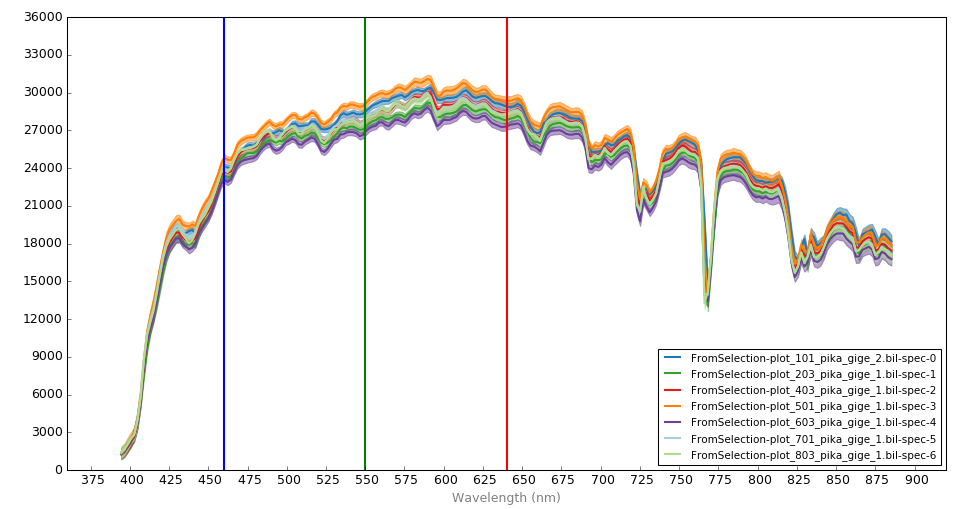 36000
33000
30000
27000
24000
21000
18000
15000
12000
9000
6000
3000
0
375 400 425 450 475 500 525 550 575 600 625 650 675 700 725 750 775 800 825 850 875 900
Wavelength (nm)
FromSelection-plot_101_pika_gige_2.bil-spec-0
FromSelection-plot_203_pika_gige_1.bil-spec-1
FromSelection-plot_403_pika_gige_1.bil-spec-2
FromSelection-plot_501_pika_gige_1.bil-spec-3
FromSelection-plot_603_pika_gige_1.bil-spec-4
FromSelection-plot_701_pika_gige_1.bil-spec-5
FromSelection-plot_803_pika_gige_1.bil-spec-6